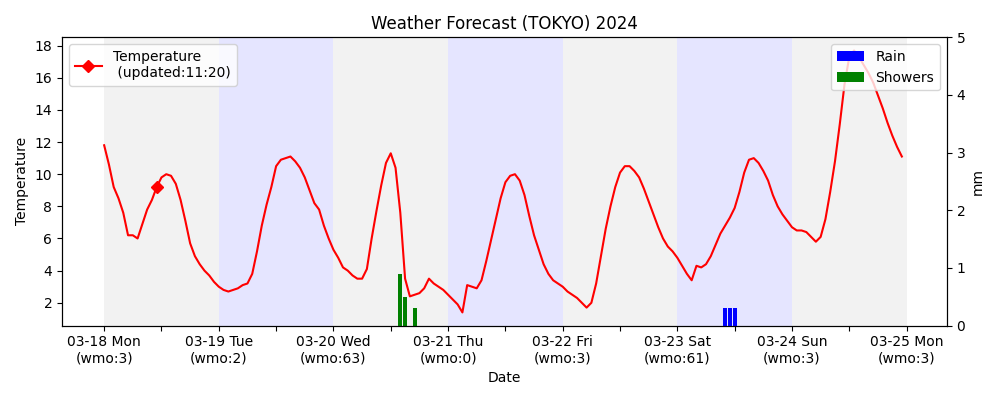 Weather Forecast (TOKYO) 2024
Temperature
(updated:11:20)
Rain
Showers
18
16
14
12
10
8
6
4
2
Temperature
5
4
3
2
1
0
mm
03-18 Mon
(wmo:3)
03-19 Tue
(wmo:2)
03-20 Wed
(wmo:63)
03-21 Thu
(wmo:0)
03-22 Fri
(wmo:3)
03-23 Sat
(wmo:61)
03-24 Sun
(wmo:3)
03-25 Mon
(wmo:3)
Date